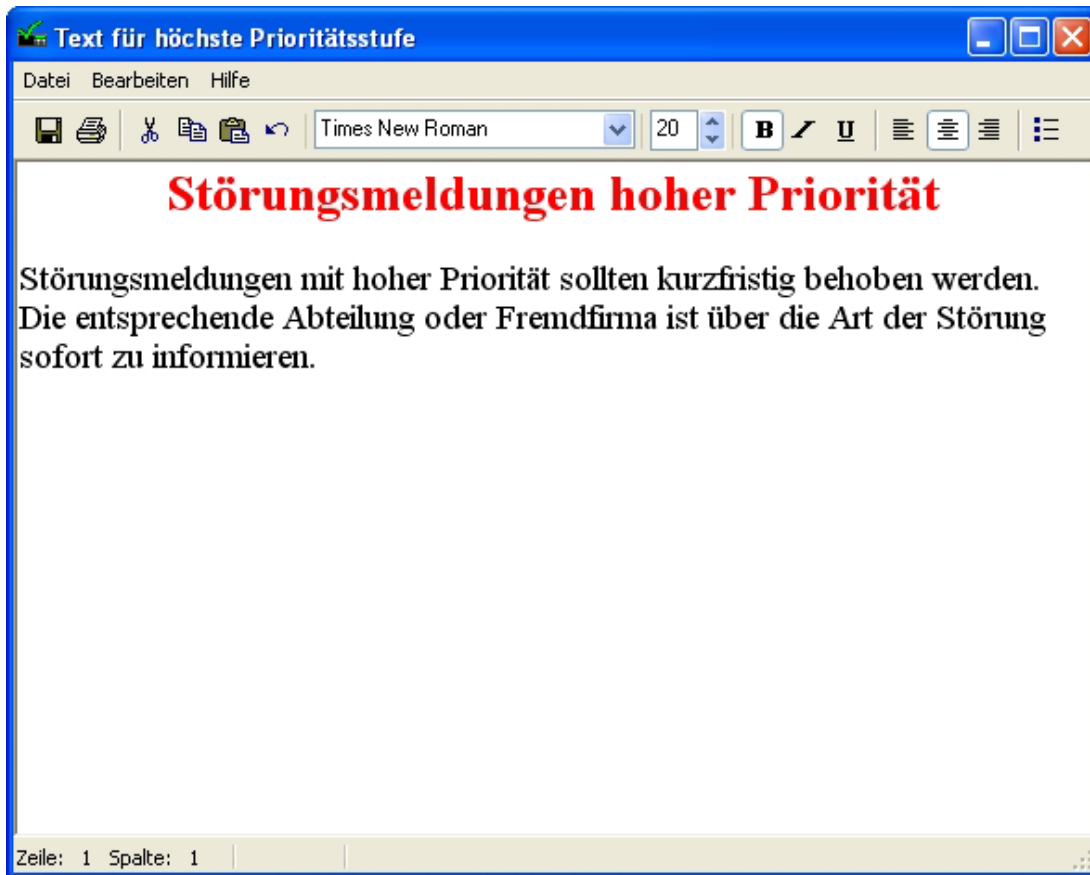 Text für höchste Prioritätsstufe
Datei Bearbeiten Hilfe
Times New Roman 20 B I U
Störungsmeldungen hoher Priorität
Störungsmeldungen mit hoher Priorität sollten kurzfristig behoben werden.
Die entsprechende Abteilung oder Fremdfirma ist über die Art der Störung
sofort zu informieren.
Zeile: 1 Spalte: 1